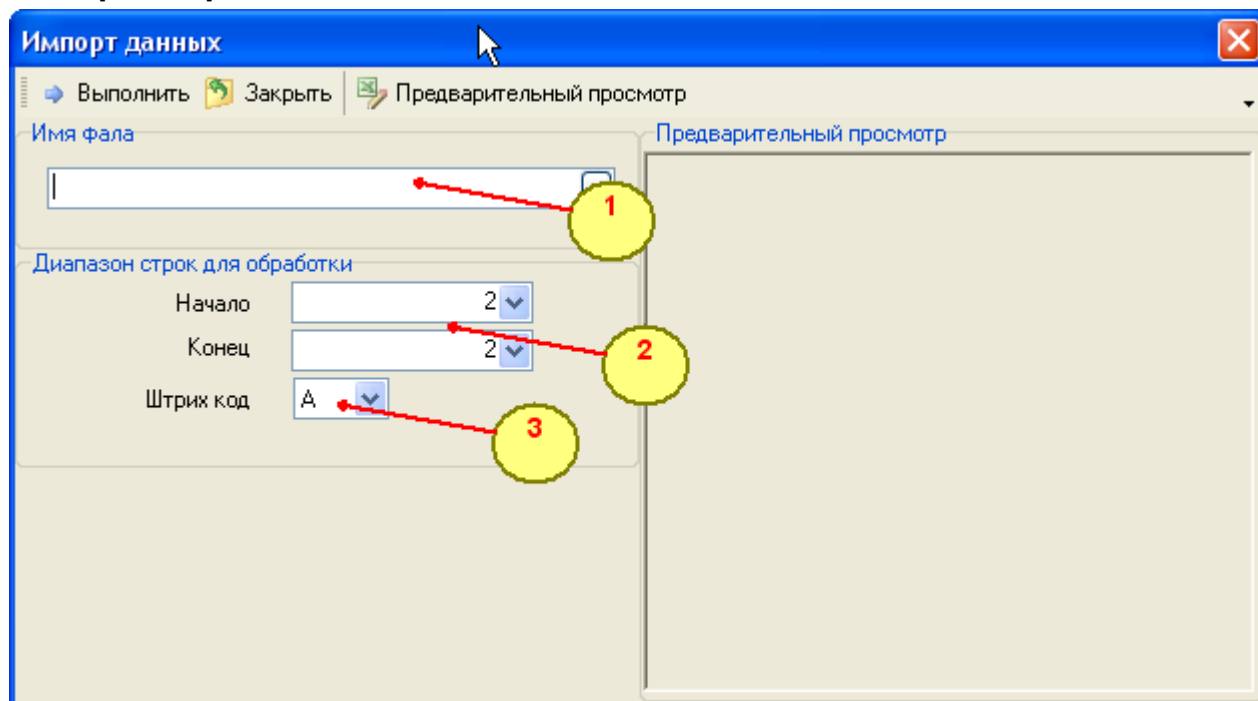 Импорт данных
Выполнить Закрыть Предварительный просмотр
Имя фала
Предварительный просмотр
1
Диапазон строк для обработки
Начало 2
Конец 2
2
Штрих код A
3